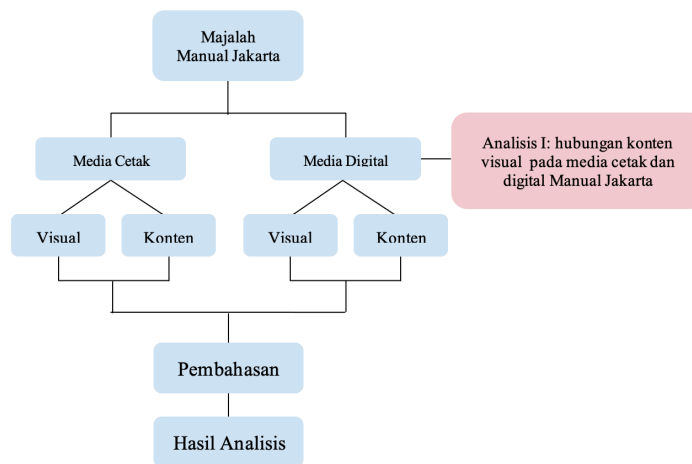 Majalah
Manual Jakarta
Media Cetak
Media Digital
Analisis I: hubungan konten
visual pada media cetak dan
digital Manual Jakarta
Visual
Konten
Visual
Konten
Pembahasan
Hasil Analisis